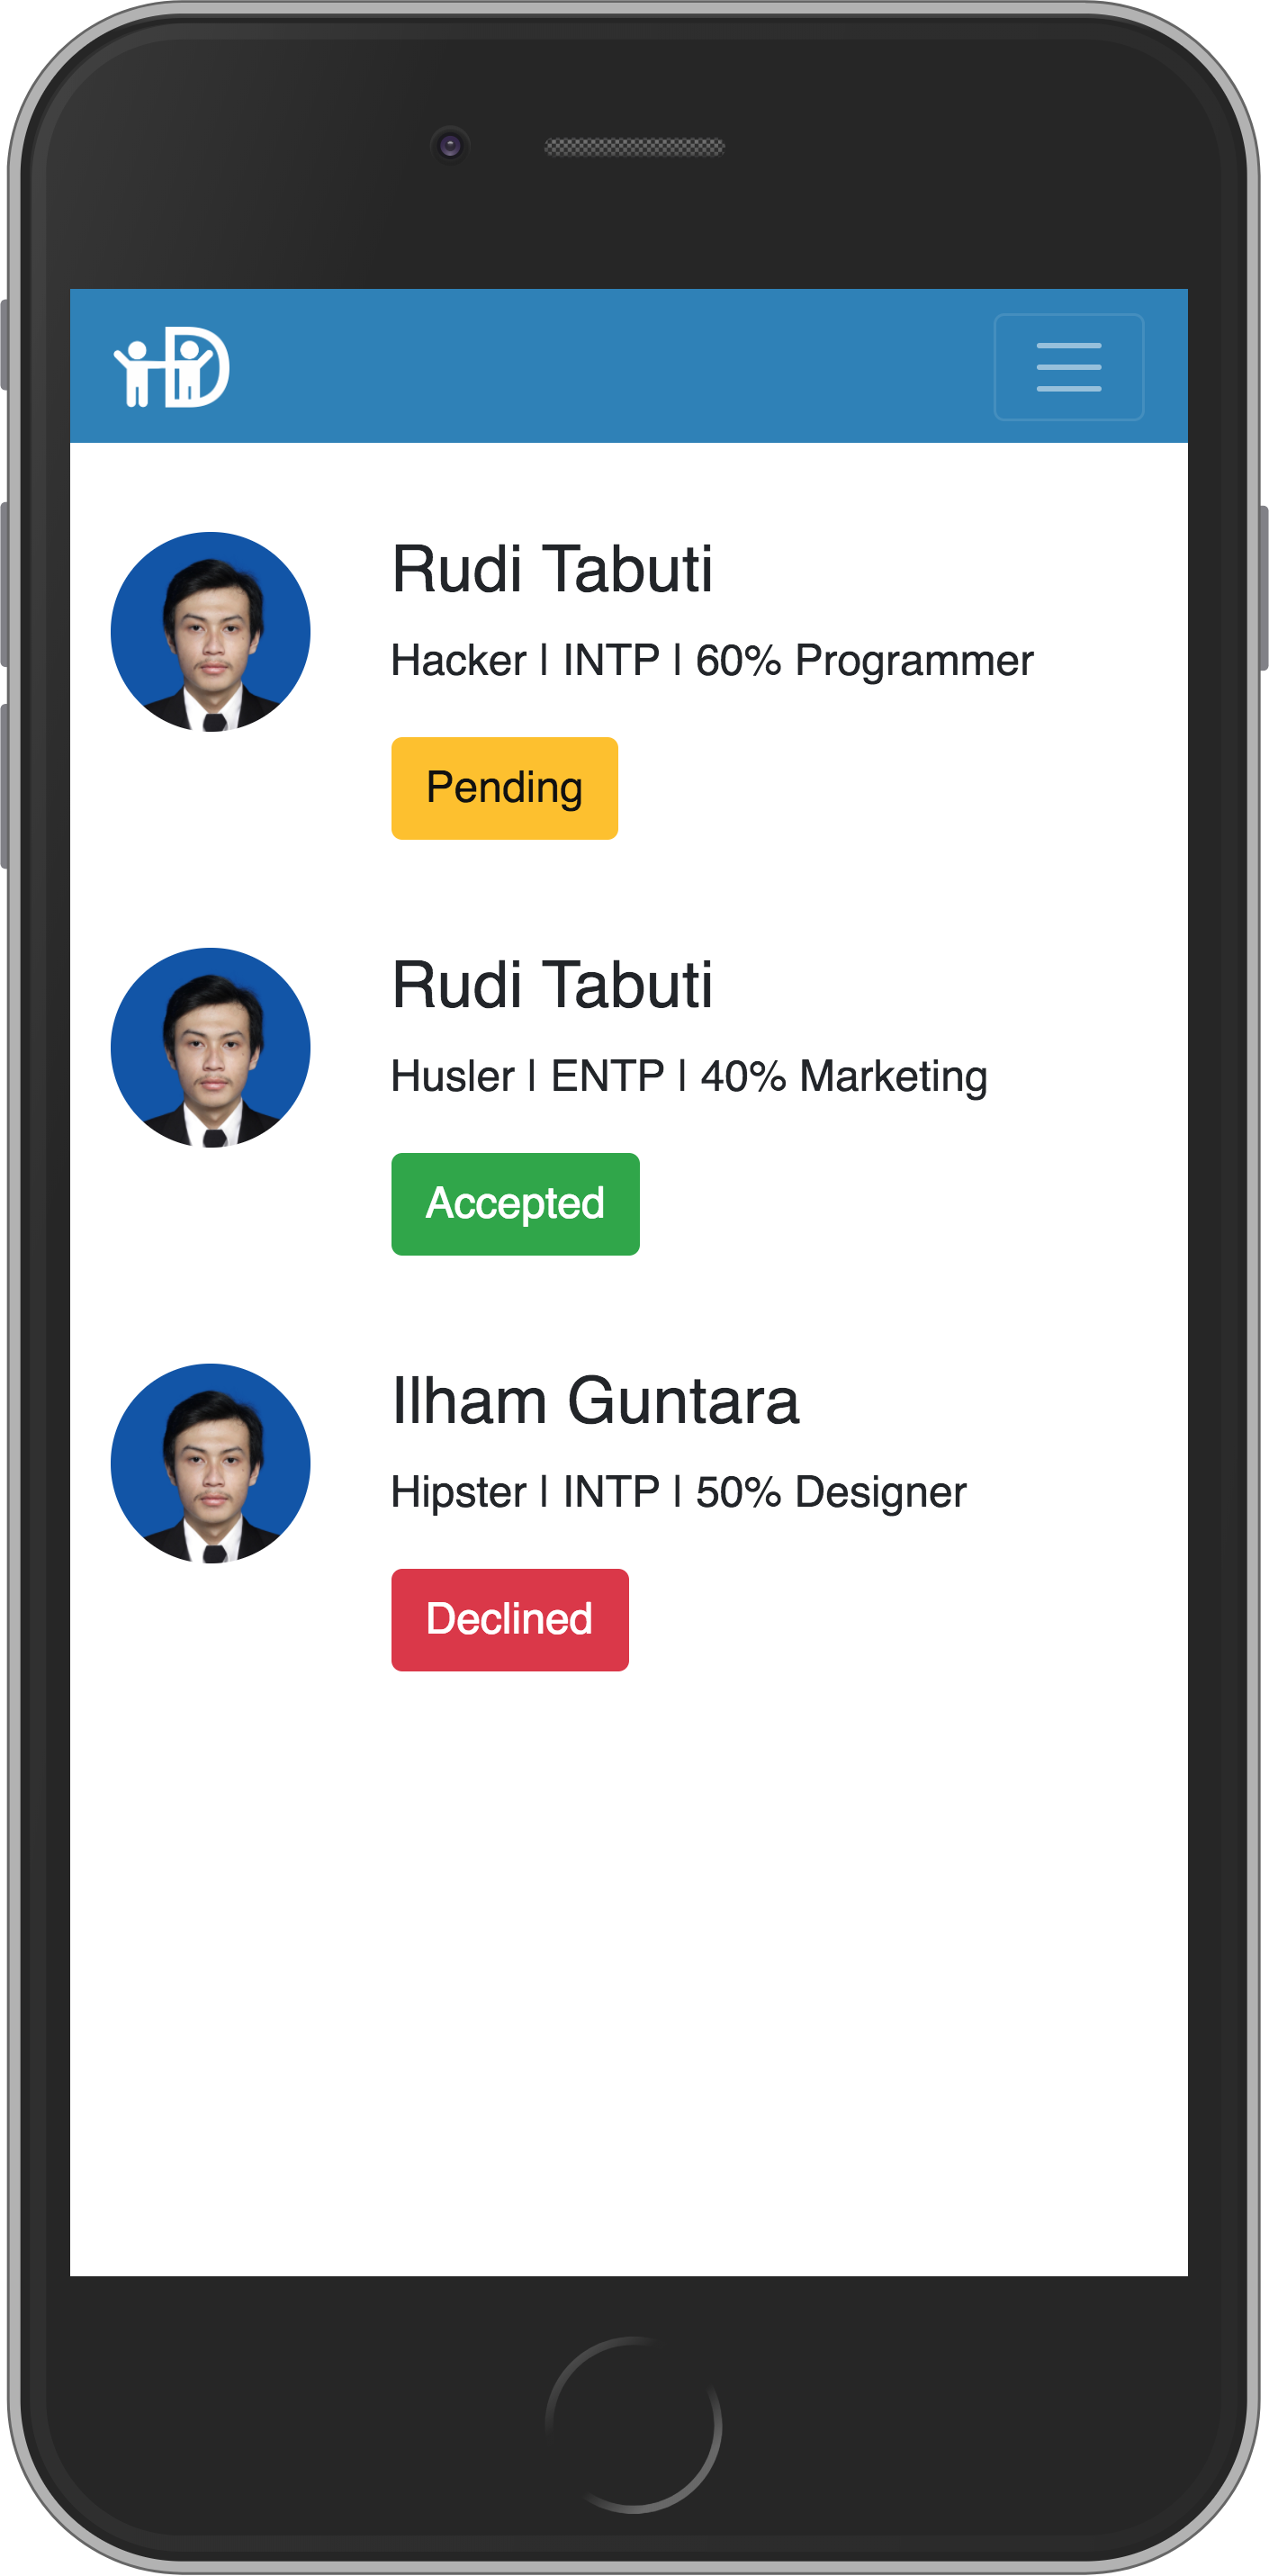 D
Rudi Tabuti
Hacker | INTP | 60% Programmer
Pending
Rudi Tabuti
Husler | ENTP | 40% Marketing
Accepted
Ilham Guntara
Hipster | INTP | 50% Designer
Declined